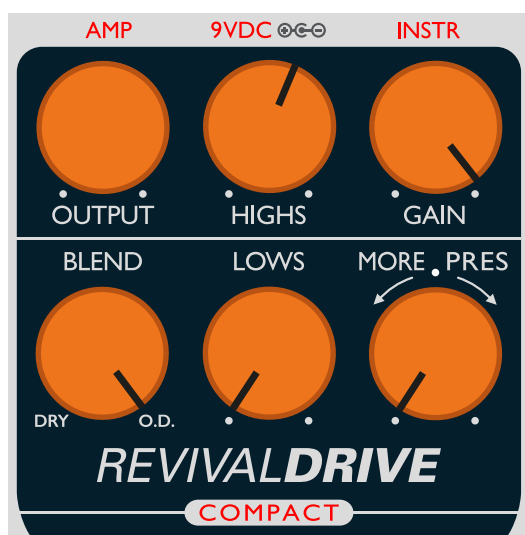 AMP 9VDC INSTR
OUTPUT HIGHS GAIN
BLEND LOWS MORE PRES
DRY O.D.
REVIVALDRIVE
COMPACT